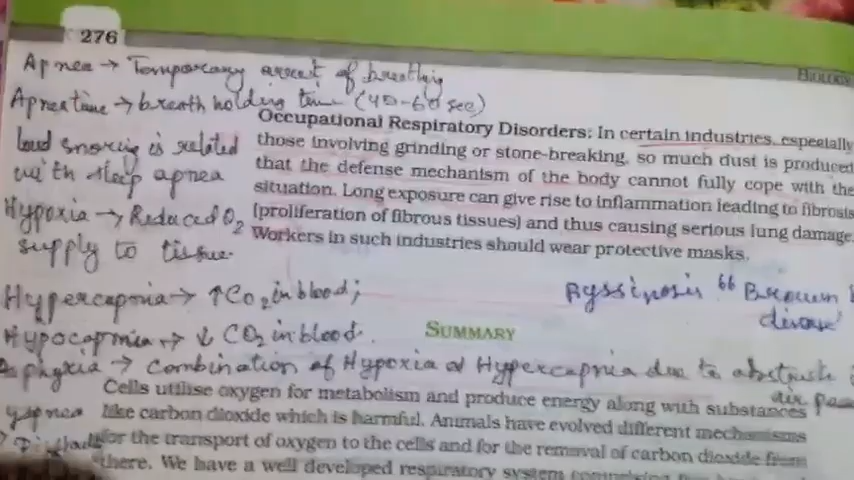 276
BIOLOGY
Apnea → Temporary arrest of breathing
Apnea time → breath holding time (40-60 sec)
loud snoring is related
with sleep apnea
Hypoxia → Reduced O2
supply to tissue.
Occupational Respiratory Disorders: In certain industries, especially
those involving grinding or stone-breaking, so much dust is produced
that the defense mechanism of the body cannot fully cope with the
situation. Long exposure can give rise to inflammation leading to fibrosis
(proliferation of fibrous tissues) and thus causing serious lung damage.
Workers in such industries should wear protective masks.
Hypercapnia → ↑ CO2 in blood;
Byssinosis "Brown
disease
Hypocapnia → ↓ CO2 in blood.
SUMMARY
→ Combination of Hypoxia & Hypercapnia due to
air
Cells utilise oxygen for metabolism and produce energy along with substances
like carbon dioxide which is harmful. Animals have evolved different mechanisms
for the transport of oxygen to the cells and for the removal of carbon dioxide from
there. We have a well developed respiratory system comprising two